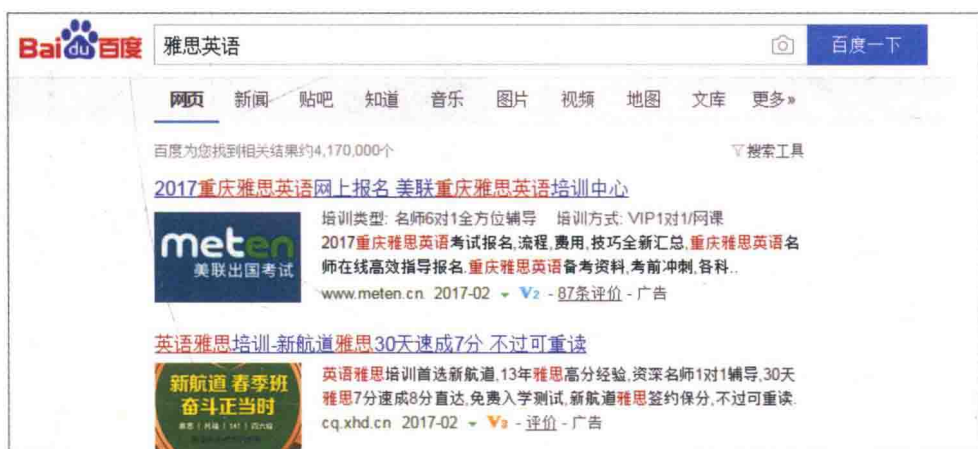 Bai du 百度
雅思英语
百度一下
网页 新闻 贴吧 知道 音乐 图片 视频 地图 文库 更多»
百度为您找到相关结果约4,170,000个
搜索工具
2017重庆雅思英语网上报名 美联重庆雅思英语培训中心
meten
美联出国考试
培训类型: 名师6对1全方位辅导 培训方式: VIP1对1/网课
2017重庆雅思英语考试报名,流程,费用,技巧全新汇总,重庆雅思英语名
师在线高效指导报名.重庆雅思英语备考资料,考前冲刺,各科..
www.meten.cn 2017-02 V2 - 87条评价 - 广告
英语雅思培训-新航道雅思30天速成7分 不过可重读
新航道 春季班
奋斗正当时
英语雅思培训首选新航道,13年雅思高分经验,资深名师1对1辅导,30天
雅思7分速成8分直达,免费入学测试,新航道雅思签约保分,不过可重读.
cq.xhd.cn 2017-02 V3 - 评价 - 广告